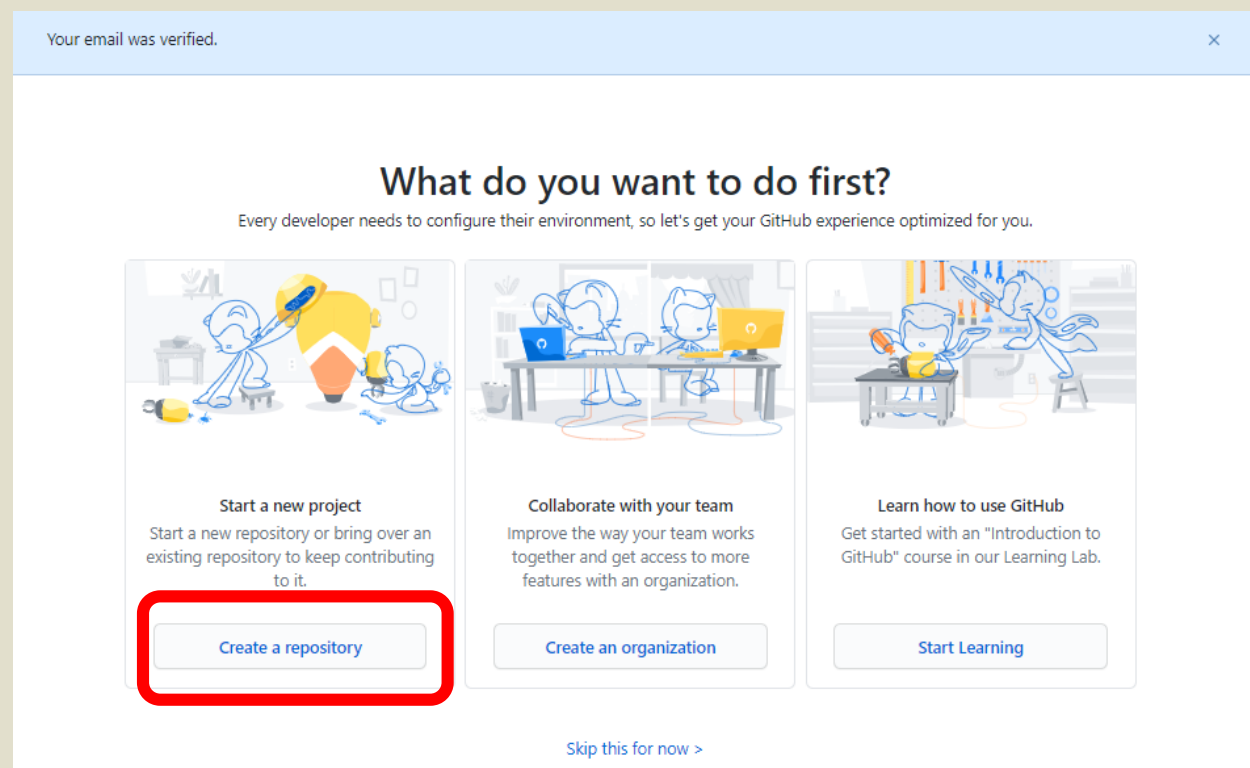 Your email was verified.
What do you want to do first?
Every developer needs to configure their environment, so let's get your GitHub experience optimized for you.
Start a new project
Start a new repository or bring over an
existing repository to keep contributing
to it.
Create a repository
Collaborate with your team
Improve the way your team works
together and get access to more
features with an organization.
Create an organization
Learn how to use GitHub
Get started with an "Introduction to
GitHub" course in our Learning Lab.
Start Learning
Skip this for now >